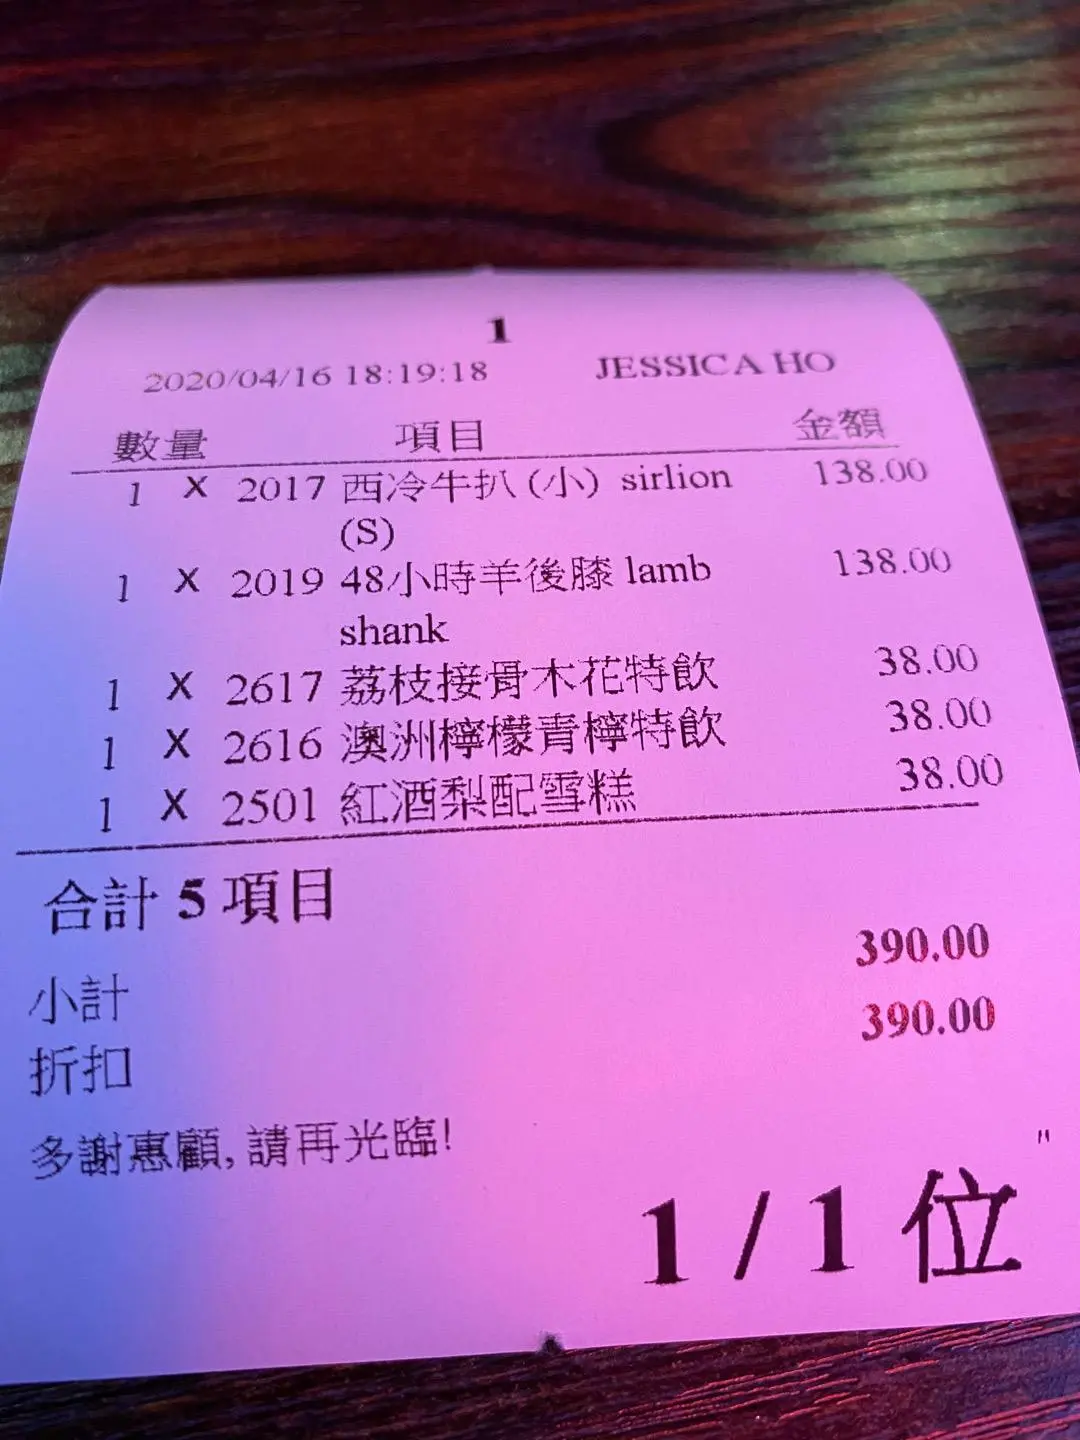 1
2020/04/16 18:19:18 JESSICA HO
數量 項目 金額
1 X 2017 西冷牛扒 (小) sirlion 138.00
(S)
1 X 2019 48小時羊後膝 lamb 138.00
shank
1 X 2617 荔枝接骨木花特飲 38.00
1 X 2616 澳洲檸檬青檸特飲 38.00
1 X 2501 紅酒梨配雪糕 38.00
合計 5 項目
390.00
小計
390.00
折扣
多謝惠顧, 請再光臨!
"
1 / 1 位